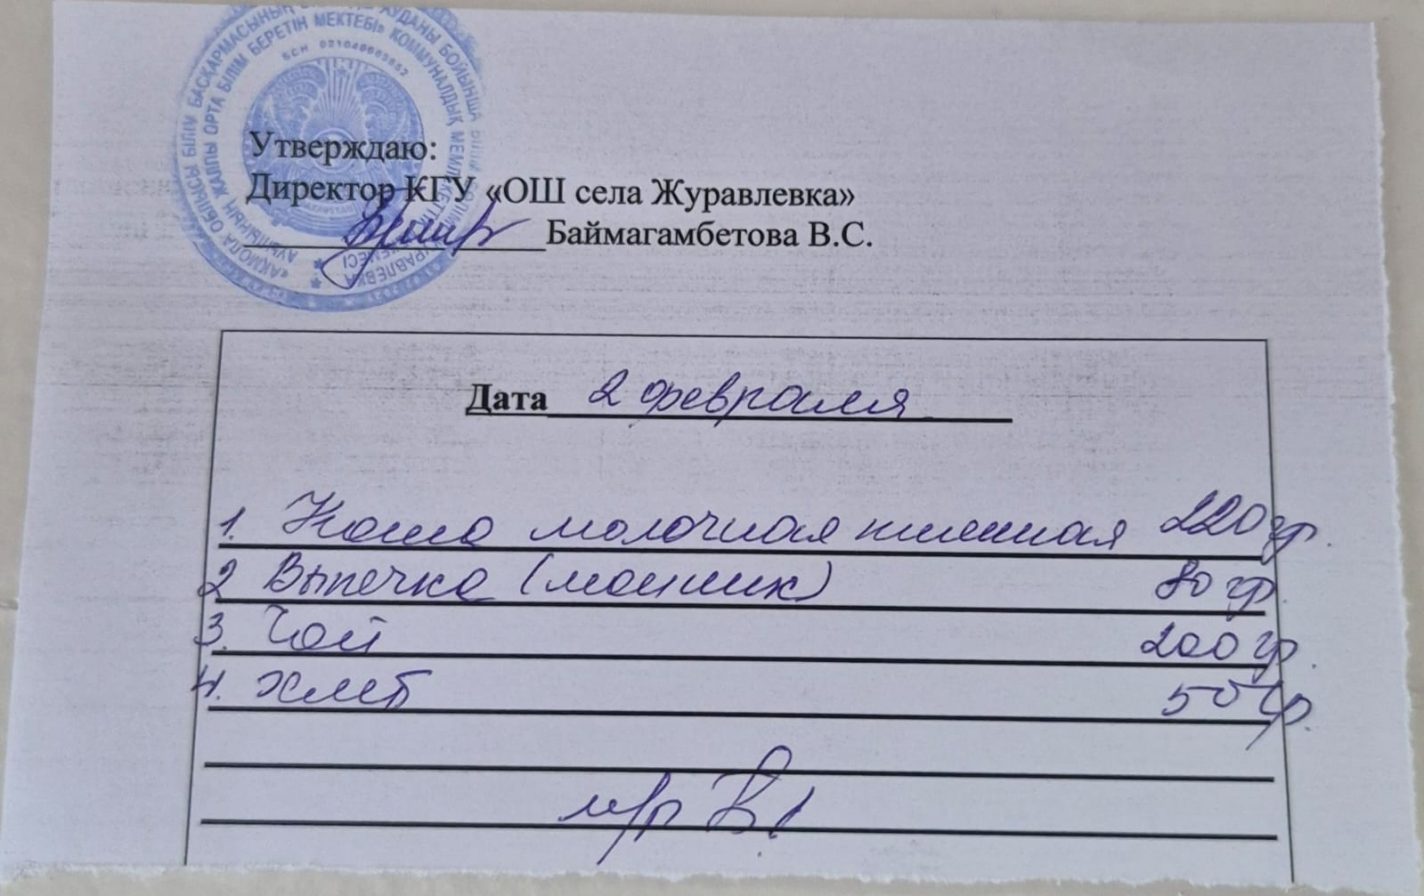 Утверждаю:
Директор КГУ «ОШ села Журавлевка»
Баймагамбетова В.С.
Дата 2 февраля
1. Каша молочная пшенная 220 гр.
2 Выпечка (манник) 80 гр.
3. Чай 200 гр.
4. хлеб 50 гр.
м/р